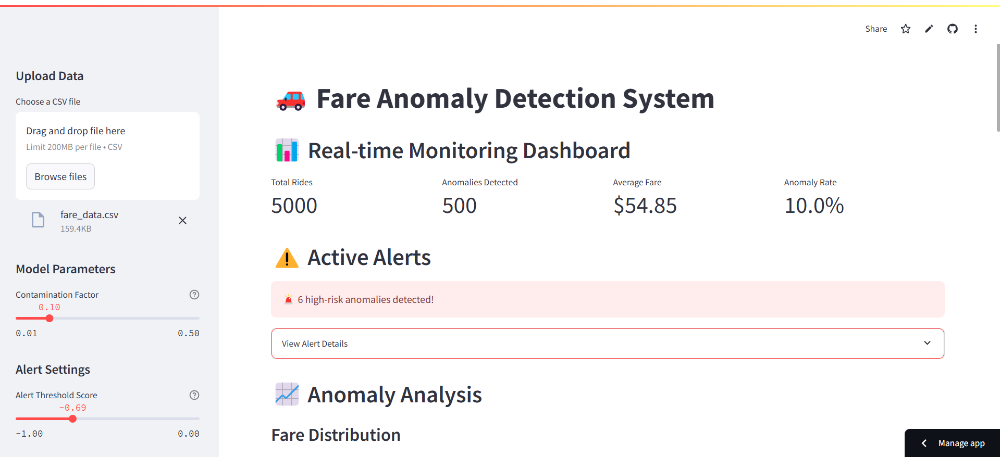 Share
Upload Data
Choose a CSV file
Drag and drop file here
Limit 200MB per file • CSV
Browse files
fare_data.csv
159.4KB
Model Parameters
Contamination Factor
0.10
0.01 0.50
Alert Settings
Alert Threshold Score
-0.69
-1.00 0.00
Fare Anomaly Detection System
Real-time Monitoring Dashboard
Total Rides Anomalies Detected Average Fare Anomaly Rate
5000 500 $54.85 10.0%
Active Alerts
6 high-risk anomalies detected!
View Alert Details
Anomaly Analysis
Fare Distribution
Manage app